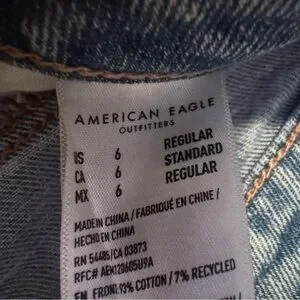 AMERICAN EAGLE
OUTFITTERS
US 6 REGULAR
CA 6 STANDARD
MX 6 REGULAR
MADE IN CHINA / FABRIQUÉ EN CHINE /
HECHO EN CHINA
RN 54485/CA 03873
RFC# AEM120605U9A
EN FRONT: 93% COTTON / 7% RECYCLED